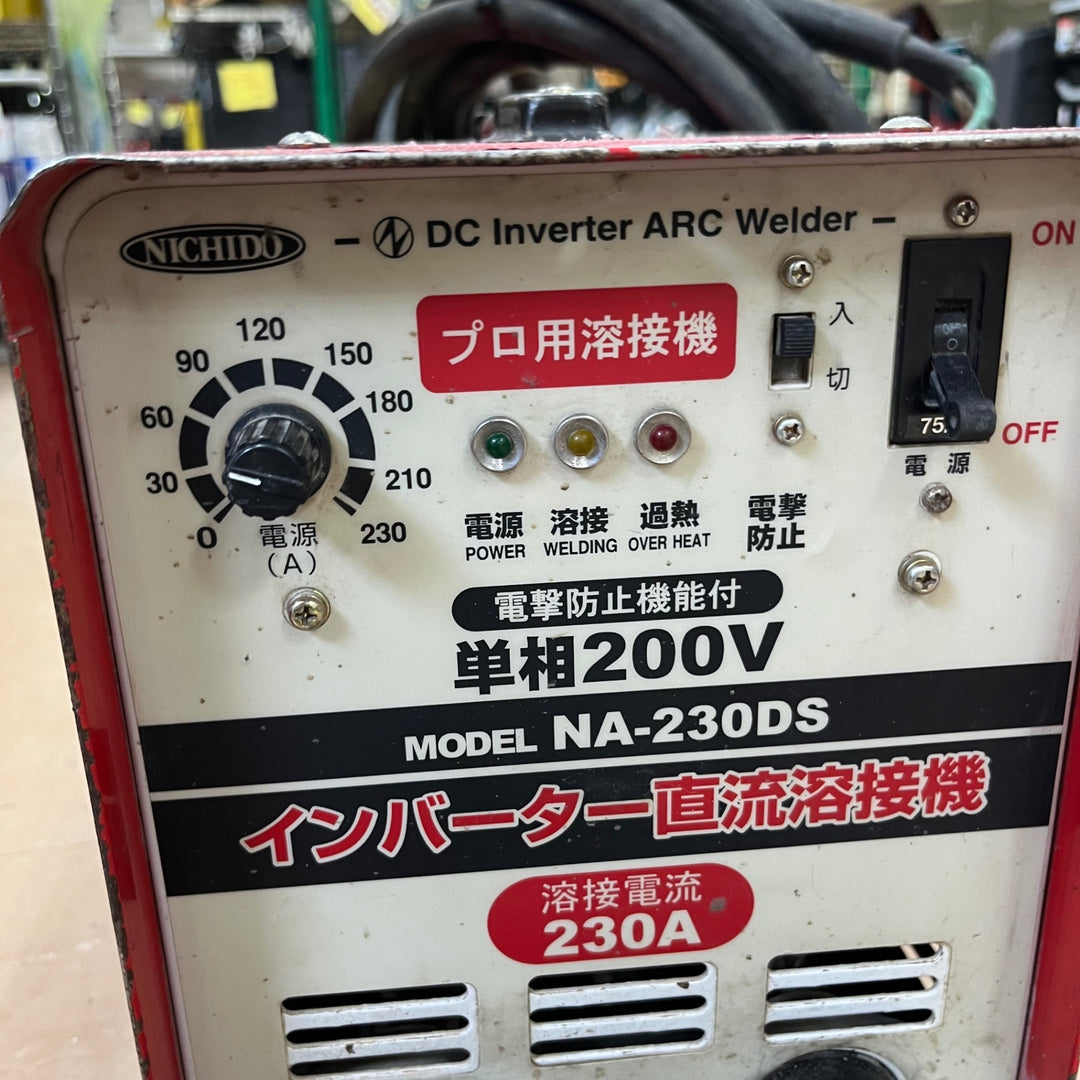 NICHIDO
– DC Inverter ARC Welder –
ON
プロ用溶接機
入
切
OFF
75
OFF
電源
0
30
60
90
120
150
180
210
230
電源
(A)
電源
POWER
溶接
WELDING
過熱
OVER HEAT
電撃
防止
電撃防止機能付
単相200V
MODEL NA-230DS
インバーター直流溶接機
溶接電流
230A